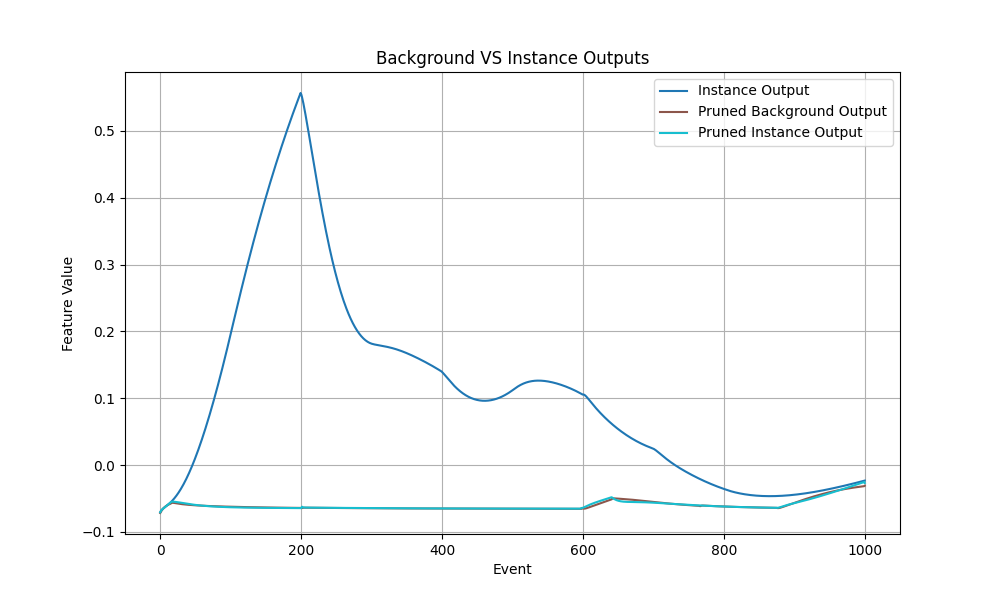 Background VS Instance Outputs
Instance Output
Pruned Background Output
Pruned Instance Output
Feature Value
0.5
0.4
0.3
0.2
0.1
0.0
−0.1
0 200 400 600 800 1000
Event